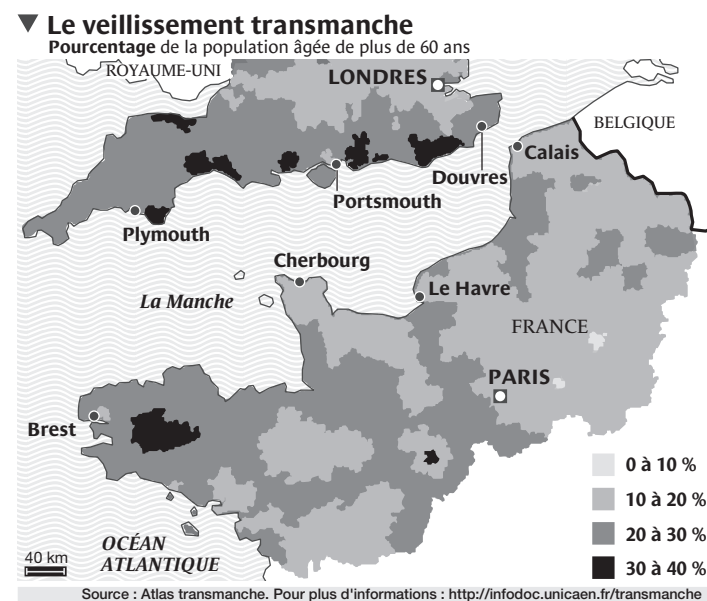 ▼ Le veillissement transmanche
Pourcentage de la population âgée de plus de 60 ans
ROYAUME-UNI
LONDRES
BELGIQUE
Calais
Douvres
Portsmouth
Plymouth
Cherbourg
La Manche
Le Havre
FRANCE
PARIS
Brest
0 à 10 %
10 à 20 %
20 à 30 %
30 à 40 %
OCÉAN
ATLANTIQUE
40 km
Source : Atlas transmanche. Pour plus d'informations : http://infodoc.unicaen.fr/transmanche